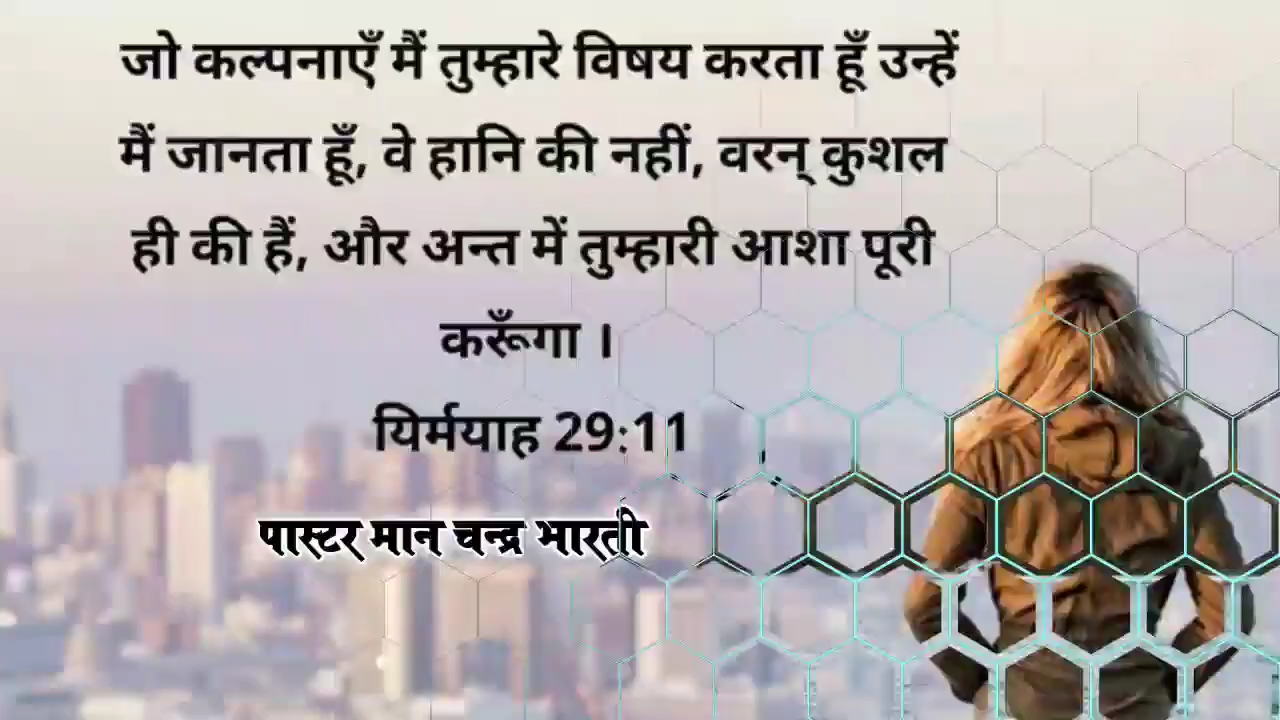 जो कल्पनाएँ मैं तुम्हारे विषय करता हूँ उन्हें
मैं जानता हूँ, वे हानि की नहीं, वरन् कुशल
ही की हैं, और अन्त में तुम्हारी आशा पूरी
करूँगा ।
यिर्मयाह 29:11
पास्टर मान चन्द्र भारती